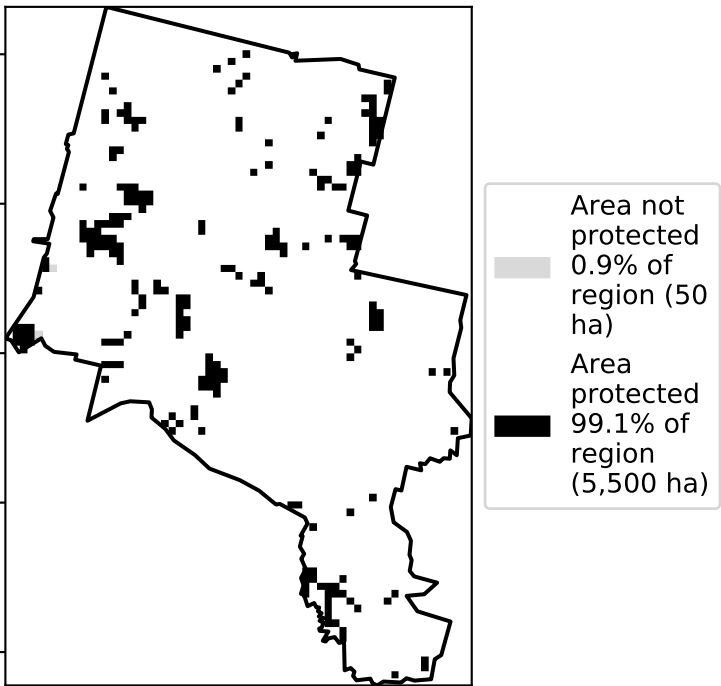 Area not
protected
0.9% of
region (50
ha)
Area
protected
99.1% of
region
(5,500 ha)